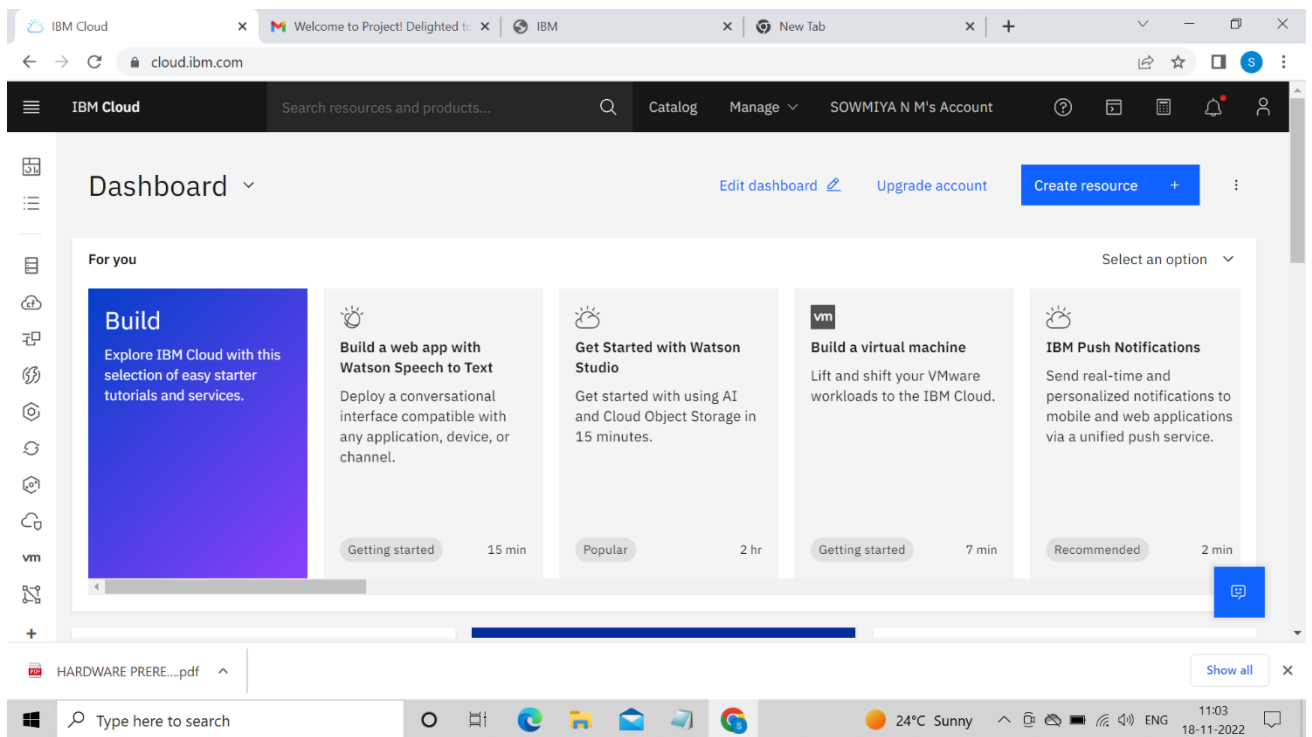 IBM Cloud
Welcome to Project! Delighted to
IBM
New Tab
cloud.ibm.com
S
IBM Cloud
Search resources and products...
Catalog
Manage
SOWMIYA N M's Account
Dashboard
Edit dashboard
Upgrade account
Create resource +
For you
Select an option
Build
Explore IBM Cloud with this
selection of easy starter
tutorials and services.
Build a web app with
Watson Speech to Text
Deploy a conversational
interface compatible with
any application, device, or
channel.
Getting started
15 min
Get Started with Watson
Studio
Get started with using AI
and Cloud Object Storage in
15 minutes.
Popular
2 hr
vm
Build a virtual machine
Lift and shift your VMware
workloads to the IBM Cloud.
Getting started
7 min
IBM Push Notifications
Send real-time and
personalized notifications to
mobile and web applications
via a unified push service.
Recommended
2 min
cf
vm
PDF
HARDWARE PRERE....pdf
Show all
Type here to search
24°C Sunny
ENG
11:03
18-11-2022